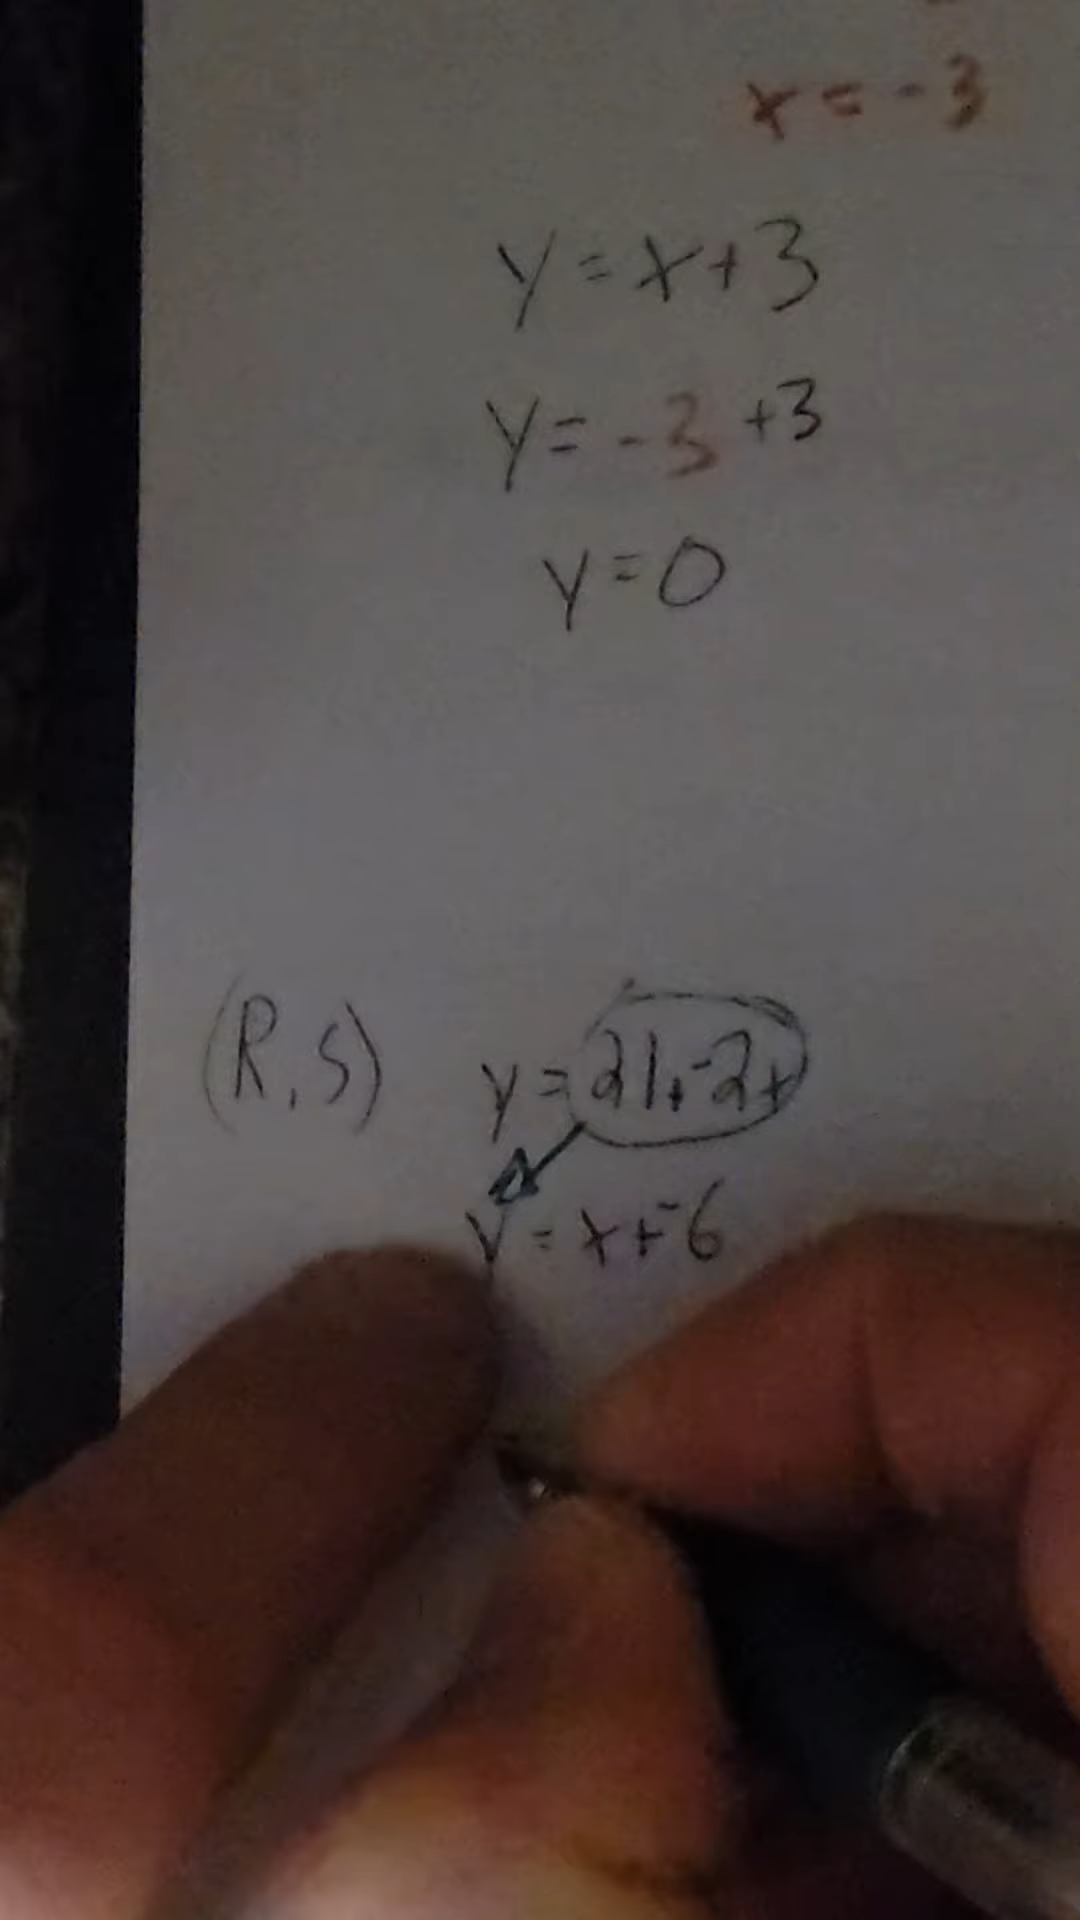 x = -3
y = x + 3
y = -3 + 3
y = 0
(R, S) y = 21 + -2x
y = x + -6